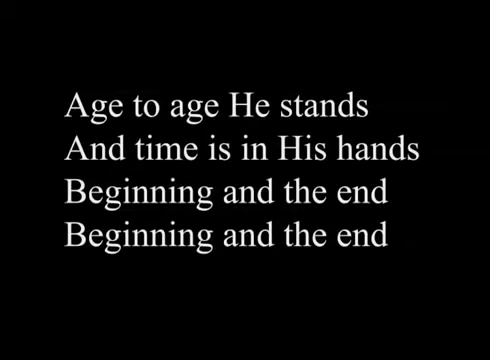 Age to age He stands
And time is in His hands
Beginning and the end
Beginning and the end